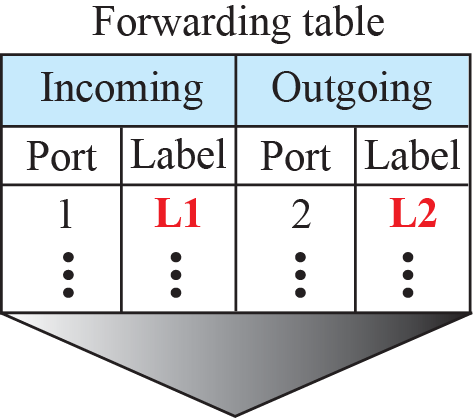 Forwarding table
Incoming Outgoing
Port Label Port Label
1 L1 2 L2